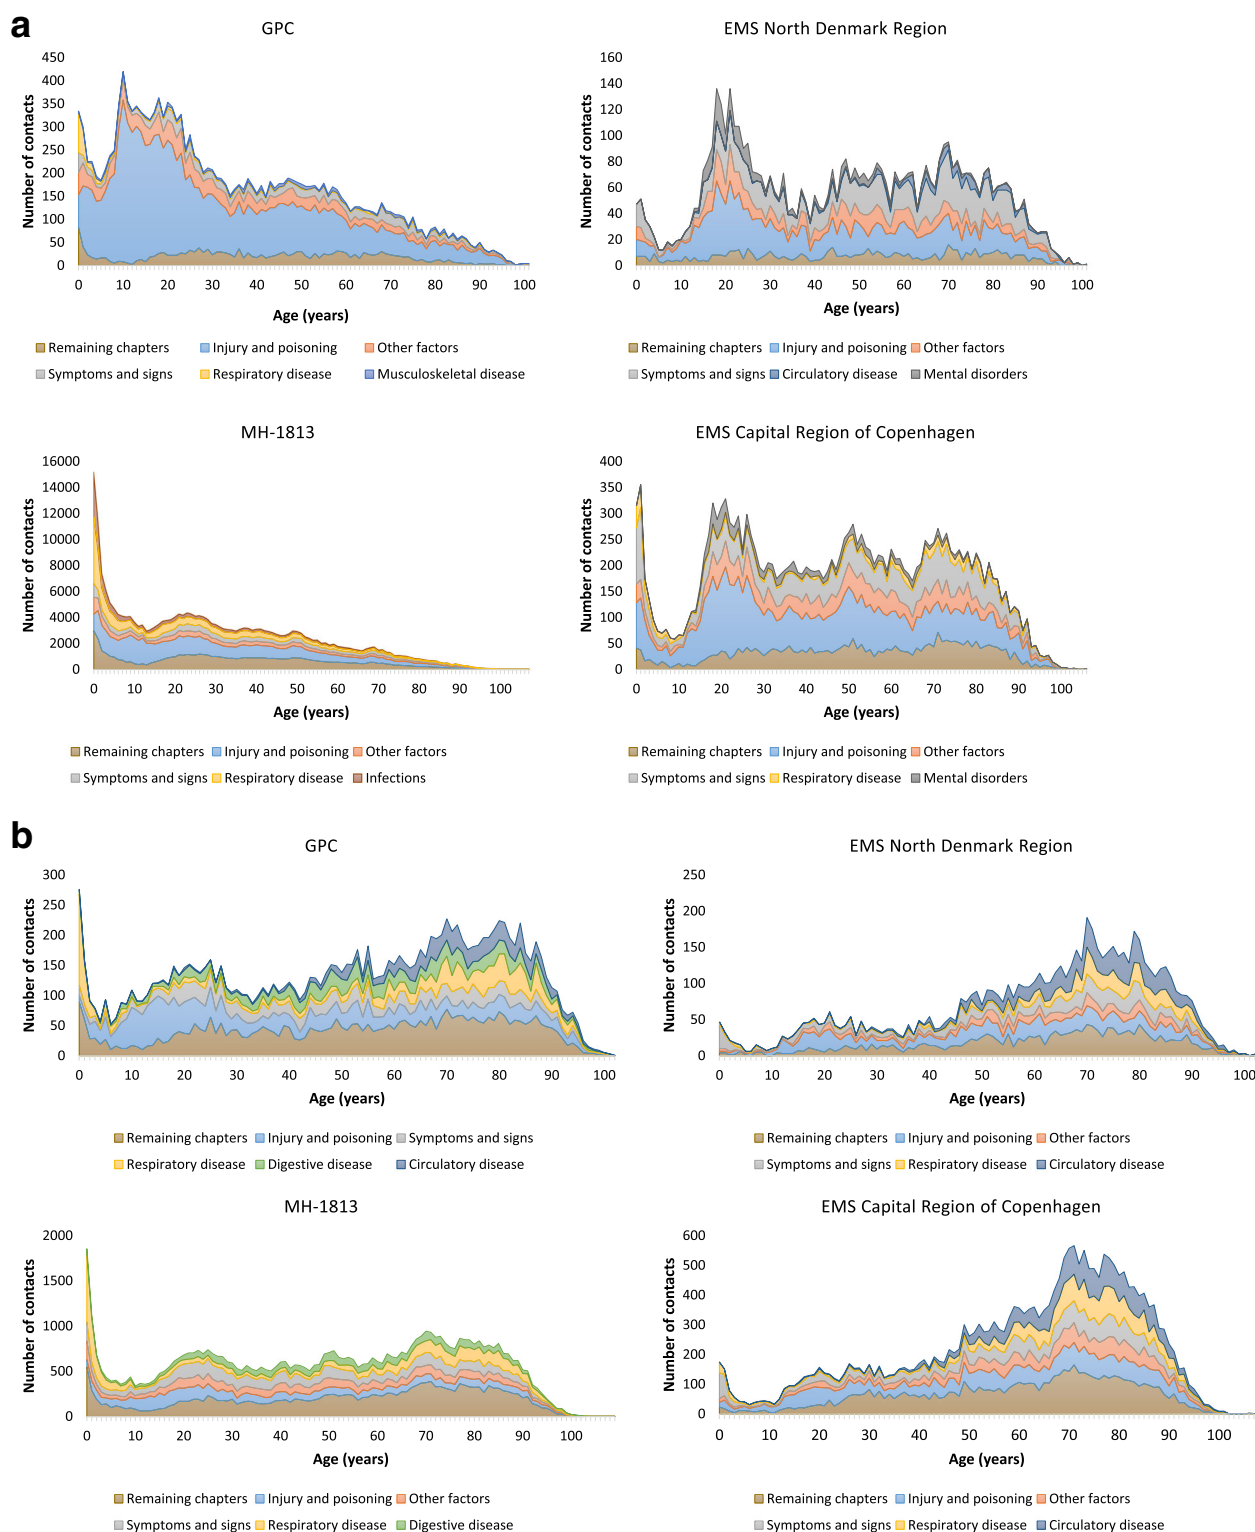 a
GPC
Number of contacts
450
400
350
300
250
200
150
100
50
0
0 10 20 30 40 50 60 70 80 90 100
Age (years)
Remaining chapters Injury and poisoning Other factors
Symptoms and signs Respiratory disease Musculoskeletal disease
EMS North Denmark Region
Number of contacts
160
140
120
100
80
60
40
20
0
0 10 20 30 40 50 60 70 80 90 100
Age (years)
Remaining chapters Injury and poisoning Other factors
Symptoms and signs Circulatory disease Mental disorders
MH-1813
Number of contacts
16000
14000
12000
10000
8000
6000
4000
2000
0
0 10 20 30 40 50 60 70 80 90 100
Age (years)
Remaining chapters Injury and poisoning Other factors
Symptoms and signs Respiratory disease Infections
EMS Capital Region of Copenhagen
Number of contacts
400
350
300
250
200
150
100
50
0
0 10 20 30 40 50 60 70 80 90 100
Age (years)
Remaining chapters Injury and poisoning Other factors
Symptoms and signs Respiratory disease Mental disorders
b
GPC
Number of contacts
300
250
200
150
100
50
0
0 10 20 30 40 50 60 70 80 90 100
Age (years)
Remaining chapters Injury and poisoning Symptoms and signs
Respiratory disease Digestive disease Circulatory disease
EMS North Denmark Region
Number of contacts
250
200
150
100
50
0
0 10 20 30 40 50 60 70 80 90 100
Age (years)
Remaining chapters Injury and poisoning Other factors
Symptoms and signs Respiratory disease Circulatory disease
MH-1813
Number of contacts
2000
1500
1000
500
0
0 10 20 30 40 50 60 70 80 90 100
Age (years)
Remaining chapters Injury and poisoning Other factors
Symptoms and signs Respiratory disease Digestive disease
EMS Capital Region of Copenhagen
Number of contacts
600
500
400
300
200
100
0
0 10 20 30 40 50 60 70 80 90 100
Age (years)
Remaining chapters Injury and poisoning Other factors
Symptoms and signs Respiratory disease Circulatory disease